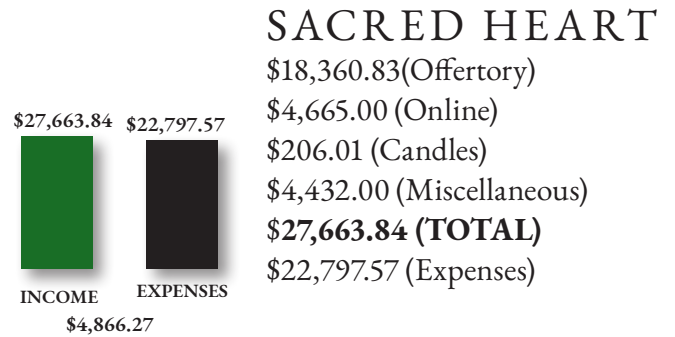 SACRED HEART
$18,360.83(Offertory)
$4,665.00 (Online)
$206.01 (Candles)
$4,432.00 (Miscellaneous)
$27,663.84 (TOTAL)
$22,797.57 (Expenses)
$27,663.84 $22,797.57
INCOME EXPENSES
$4,866.27